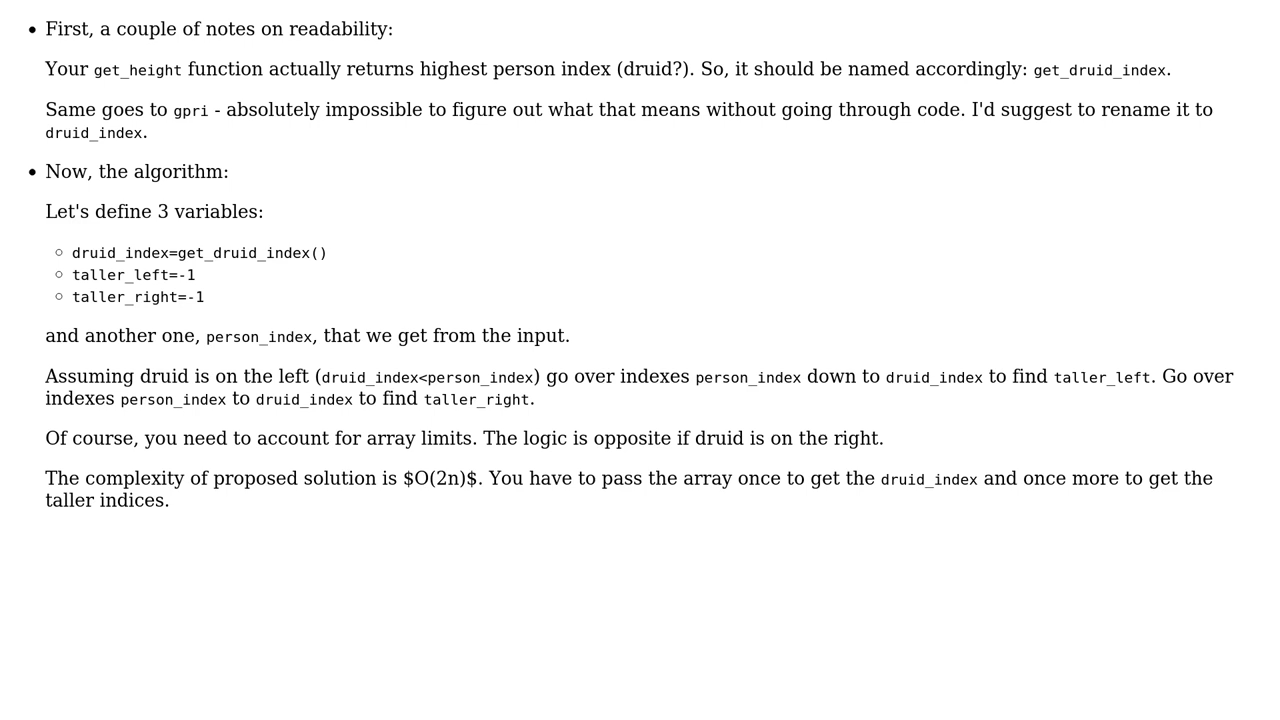 • First, a couple of notes on readability:
Your get_height function actually returns highest person index (druid?). So, it should be named accordingly: get_druid_index.
Same goes to gpri - absolutely impossible to figure out what that means without going through code. I'd suggest to rename it to
druid_index.
• Now, the algorithm:
Let's define 3 variables:
◦ druid_index=get_druid_index()
◦ taller_left=-1
◦ taller_right=-1
and another one, person_index, that we get from the input.
Assuming druid is on the left (druid_index<person_index) go over indexes person_index down to druid_index to find taller_left. Go over
indexes person_index to druid_index to find taller_right.
Of course, you need to account for array limits. The logic is opposite if druid is on the right.
The complexity of proposed solution is $O(2n)$. You have to pass the array once to get the druid_index and once more to get the
taller indices.